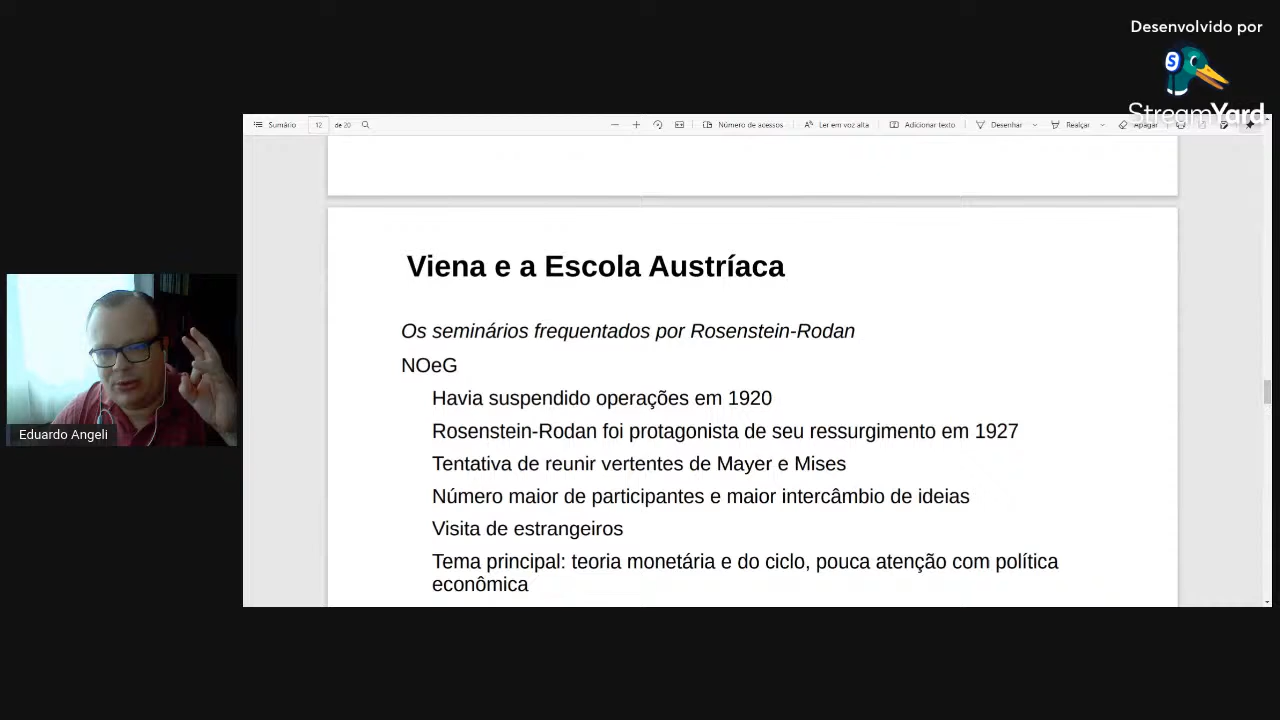 Desenvolvido por
StreamYard
Sumário 12 de 20 Número de acessos Ler em voz alta Adicionar texto Desenhar Realçar Apagar
Viena e a Escola Austríaca
Os seminários frequentados por Rosenstein-Rodan
NOeG
Havia suspendido operações em 1920
Rosenstein-Rodan foi protagonista de seu ressurgimento em 1927
Tentativa de reunir vertentes de Mayer e Mises
Número maior de participantes e maior intercâmbio de ideias
Visita de estrangeiros
Tema principal: teoria monetária e do ciclo, pouca atenção com política
econômica
Eduardo Angeli